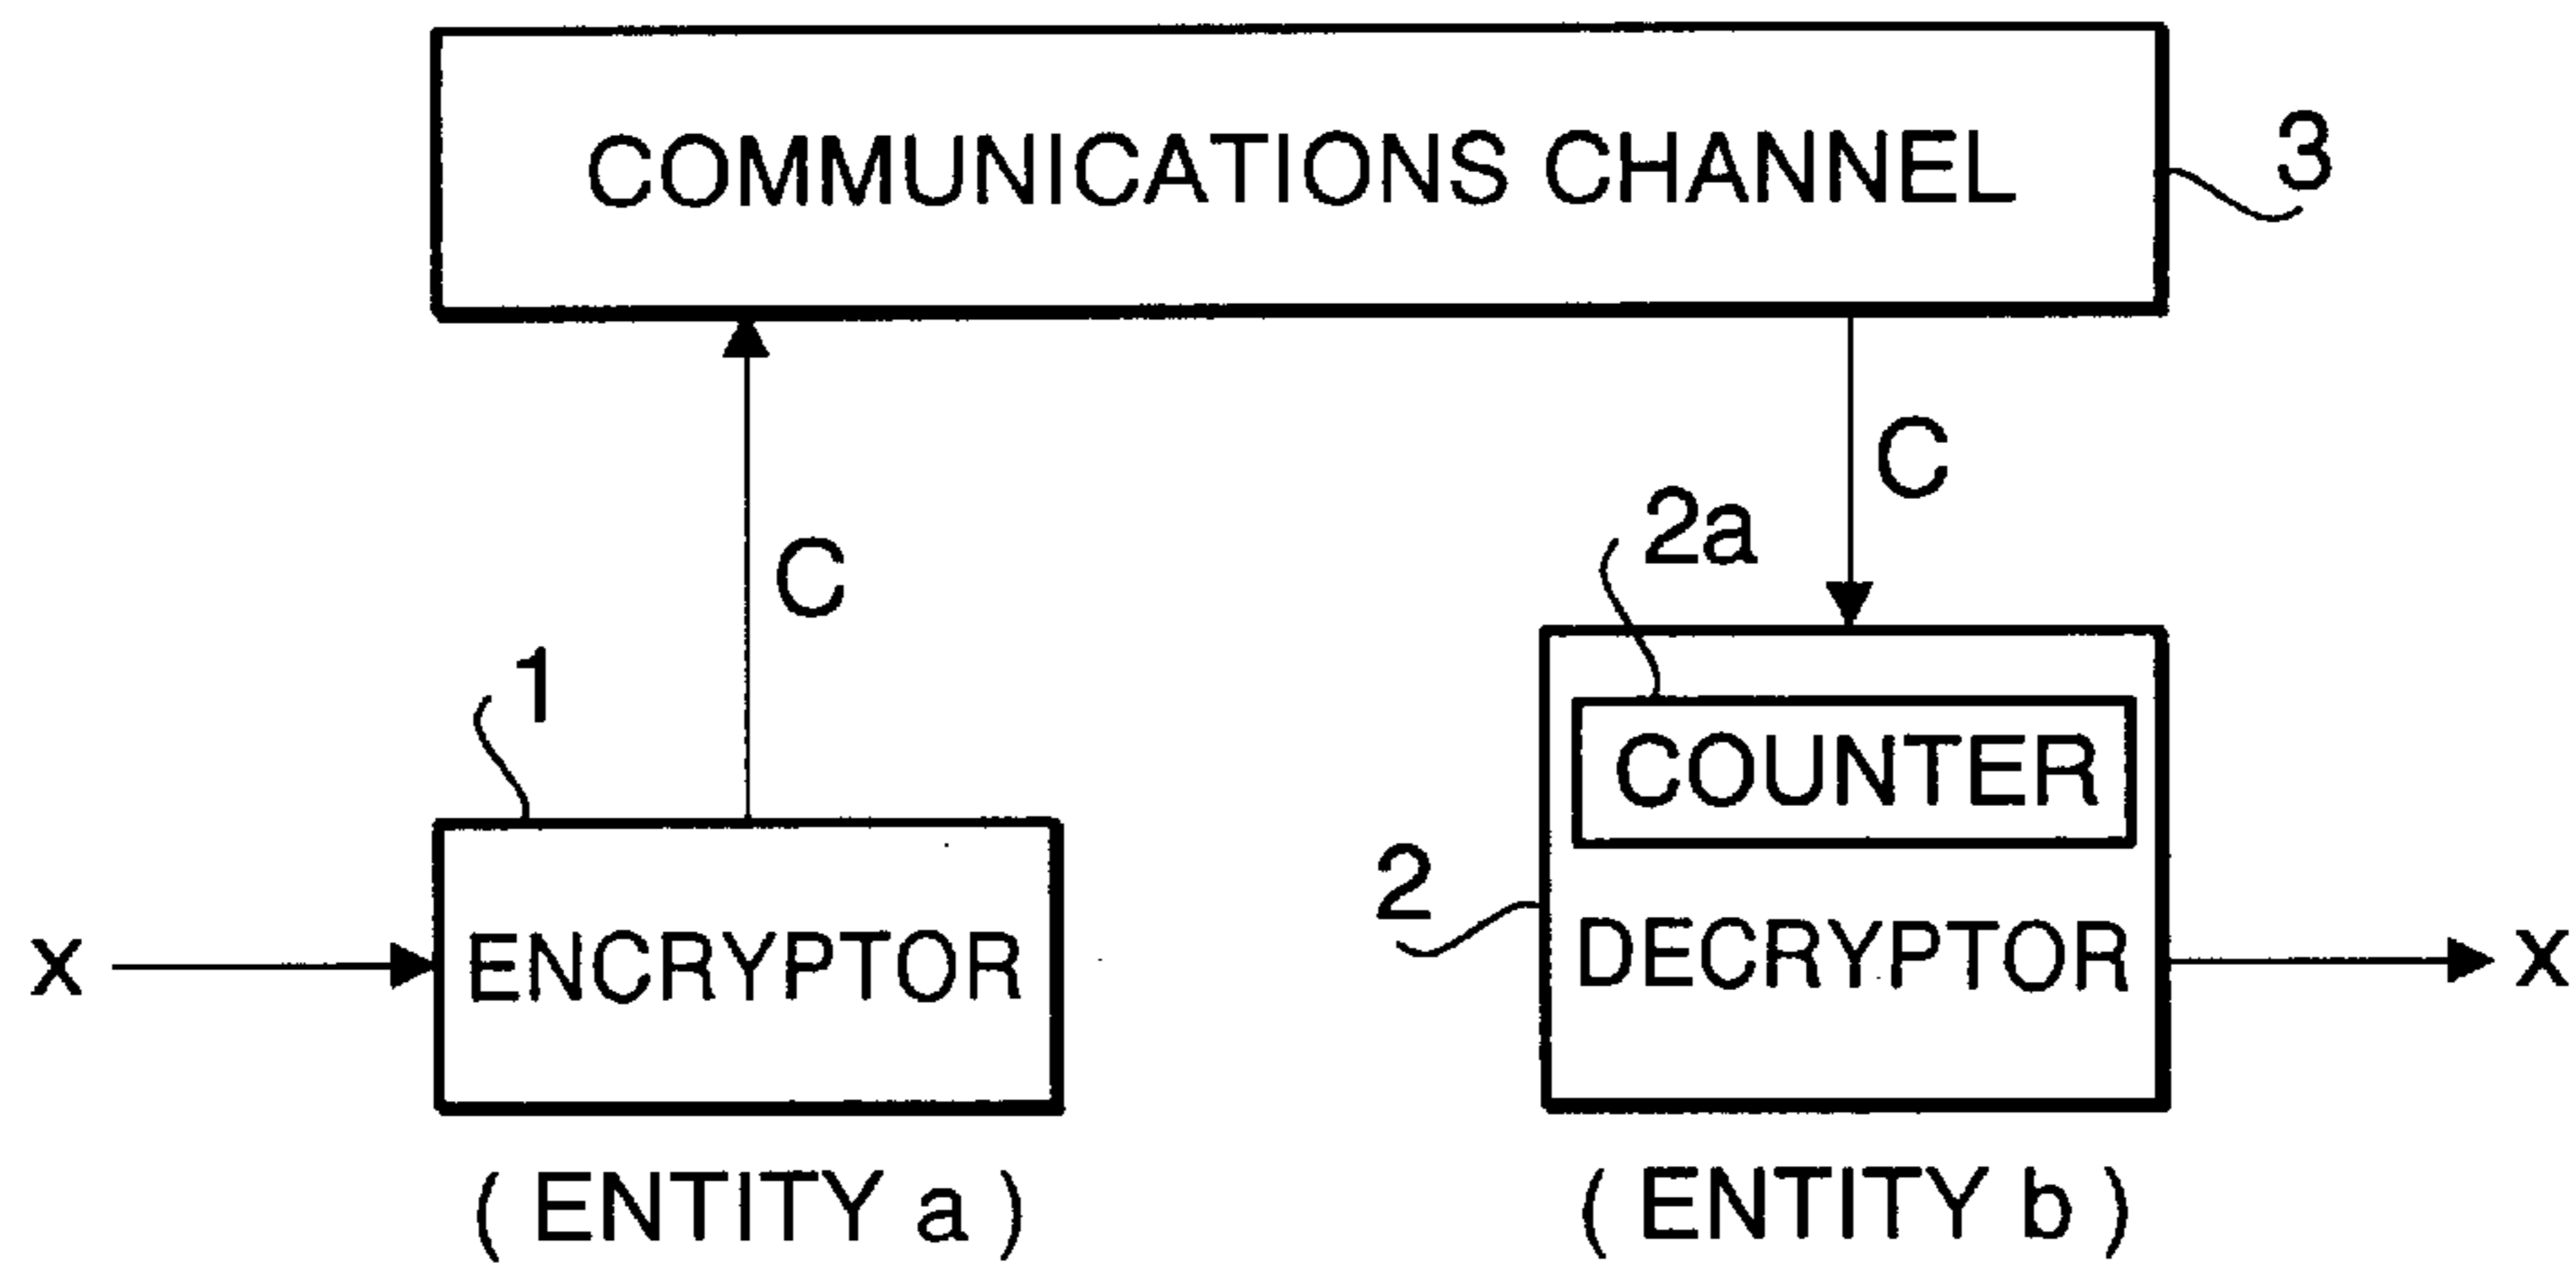 COMMUNICATIONS CHANNEL
3
C
C
2a
1
COUNTER
2
x
ENCRYPTOR
DECRYPTOR
x
( ENTITY a )
( ENTITY b )